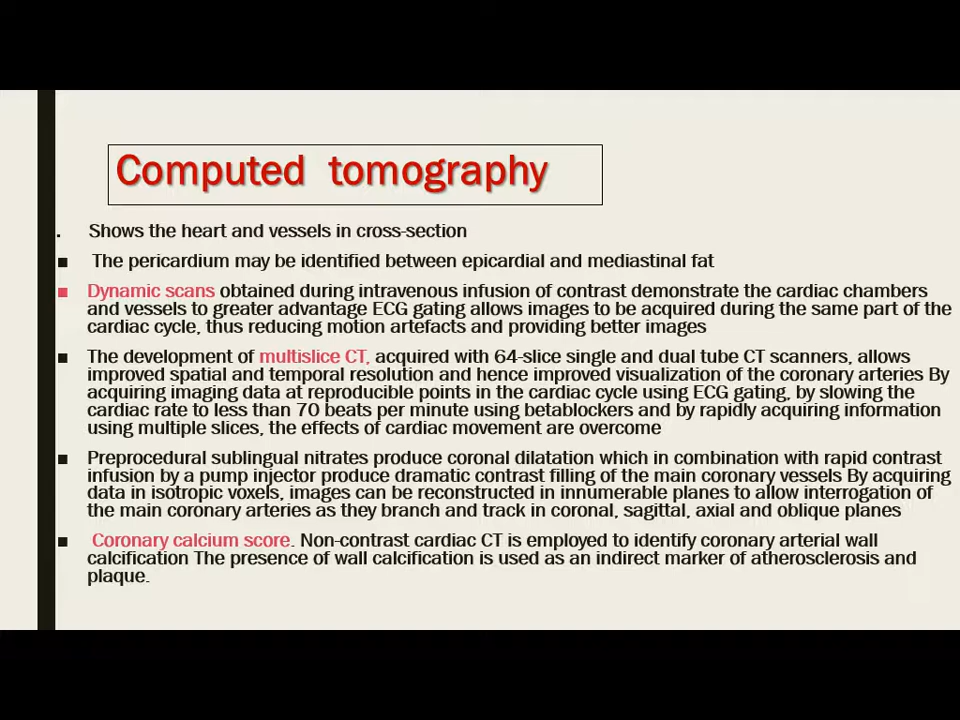 Computed tomography
. Shows the heart and vessels in cross-section
■ The pericardium may be identified between epicardial and mediastinal fat
■ Dynamic scans obtained during intravenous infusion of contrast demonstrate the cardiac chambers
and vessels to greater advantage ECG gating allows images to be acquired during the same part of the
cardiac cycle, thus reducing motion artefacts and providing better images
■ The development of multislice CT, acquired with 64-slice single and dual tube CT scanners, allows
improved spatial and temporal resolution and hence improved visualization of the coronary arteries By
acquiring imaging data at reproducible points in the cardiac cycle using ECG gating, by slowing the
cardiac rate to less than 70 beats per minute using betablockers and by rapidly acquiring information
using multiple slices, the effects of cardiac movement are overcome
■ Preprocedural sublingual nitrates produce coronal dilatation which in combination with rapid contrast
infusion by a pump injector produce dramatic contrast filling of the main coronary vessels By acquiring
data in isotropic voxels, images can be reconstructed in innumerable planes to allow interrogation of
the main coronary arteries as they branch and track in coronal, sagittal, axial and oblique planes
■ Coronary calcium score. Non-contrast cardiac CT is employed to identify coronary arterial wall
calcification The presence of wall calcification is used as an indirect marker of atherosclerosis and
plaque.